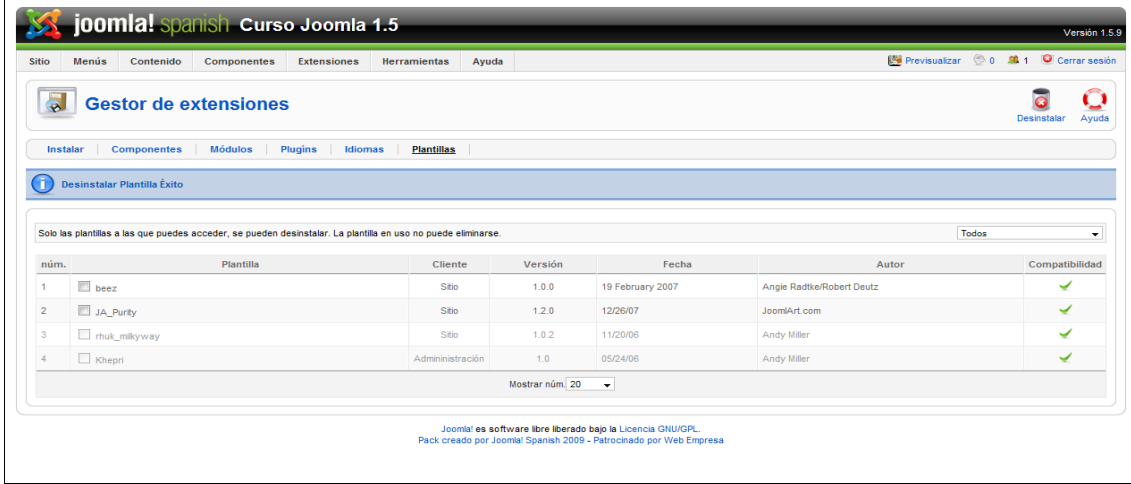 joomla! spanish Curso Joomla 1.5
Versión 1.5.9
Sitio Menús Contenido Componentes Extensiones Herramientas Ayuda Previsualizar 0 1 Cerrar sesión
Gestor de extensiones
Desinstalar Ayuda
Instalar Componentes Módulos Plugins Idiomas Plantillas
Desinstalar Plantilla Éxito
Solo las plantillas a las que puedes acceder, se pueden desinstalar. La plantilla en uso no puede eliminarse. Todos
núm. Plantilla Cliente Versión Fecha Autor Compatibilidad
1 beez Sitio 1.0.0 19 February 2007 Angie Radtke/Robert Deutz
2 JA_Purity Sitio 1.2.0 12/26/07 JoomlArt.com
3 rhuk_milkyway Sitio 1.0.2 11/20/06 Andy Miller
4 Khepri Admininistración 1.0 05/24/06 Andy Miller
Mostrar núm. 20
Joomla! es software libre liberado bajo la Licencia GNU/GPL.
Pack creado por Joomla! Spanish 2009 - Patrocinado por Web Empresa